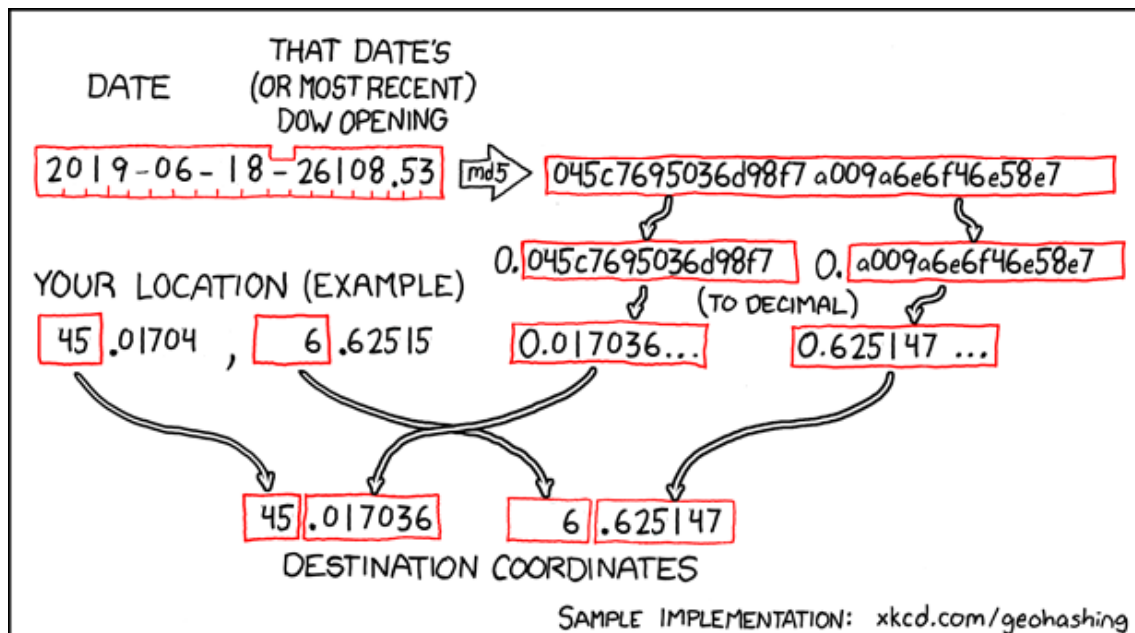 DATE
THAT DATE'S
(OR MOST RECENT)
DOW OPENING
2019-06-18-26108.53
md5
045c7695036d98f7a009a6e6f46e58e7
0.045c7695036d98f7
0.a009a6e6f46e58e7
(TO DECIMAL)
YOUR LOCATION (EXAMPLE)
45.01704, 6.62515
0.017036...
0.625147...
45.017036
6.625147
DESTINATION COORDINATES
SAMPLE IMPLEMENTATION: xkcd.com/geohashing